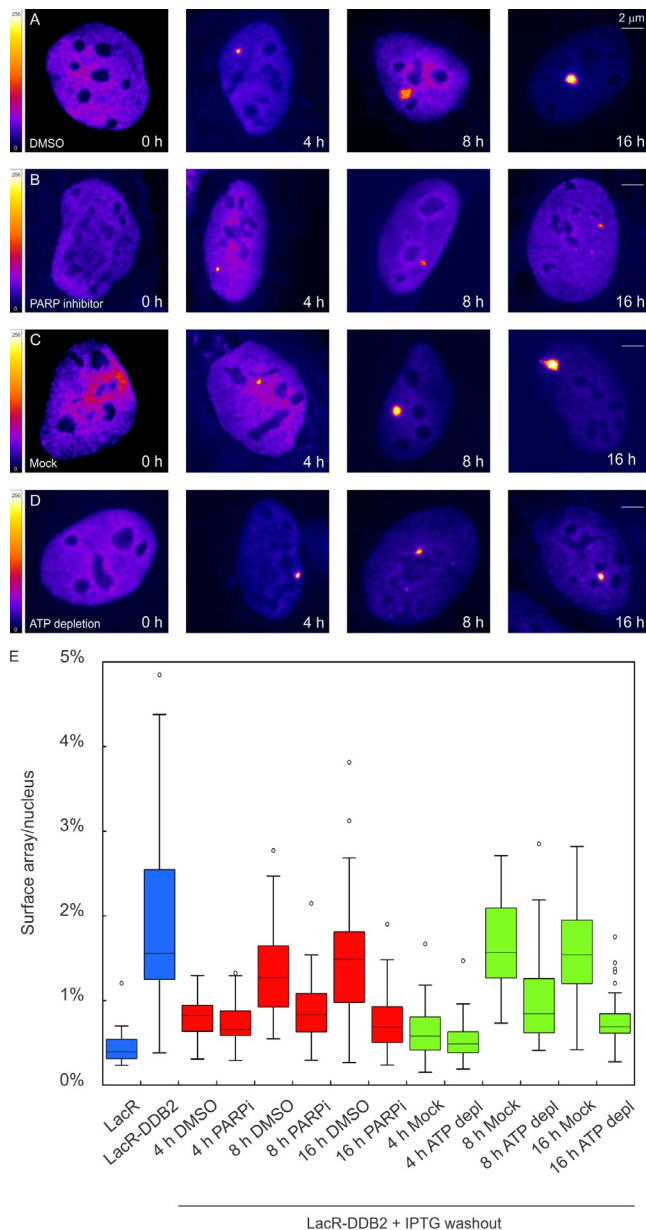 256
A
2 μm
0
DMSO
0 h
4 h
8 h
16 h
256
B
0
PARP inhibitor
0 h
4 h
8 h
16 h
256
C
0
Mock
0 h
4 h
8 h
16 h
256
D
0
ATP depletion
0 h
4 h
8 h
16 h
E
5%
4%
3%
2%
1%
0%
Surface array/nucleus
LacR
LacR-DDB2
4 h DMSO
4 h PARPi
8 h DMSO
8 h PARPi
16 h DMSO
16 h PARPi
4 h Mock
4 h ATP depl
8 h Mock
8 h ATP depl
16 h Mock
16 h ATP depl
LacR-DDB2 + IPTG washout